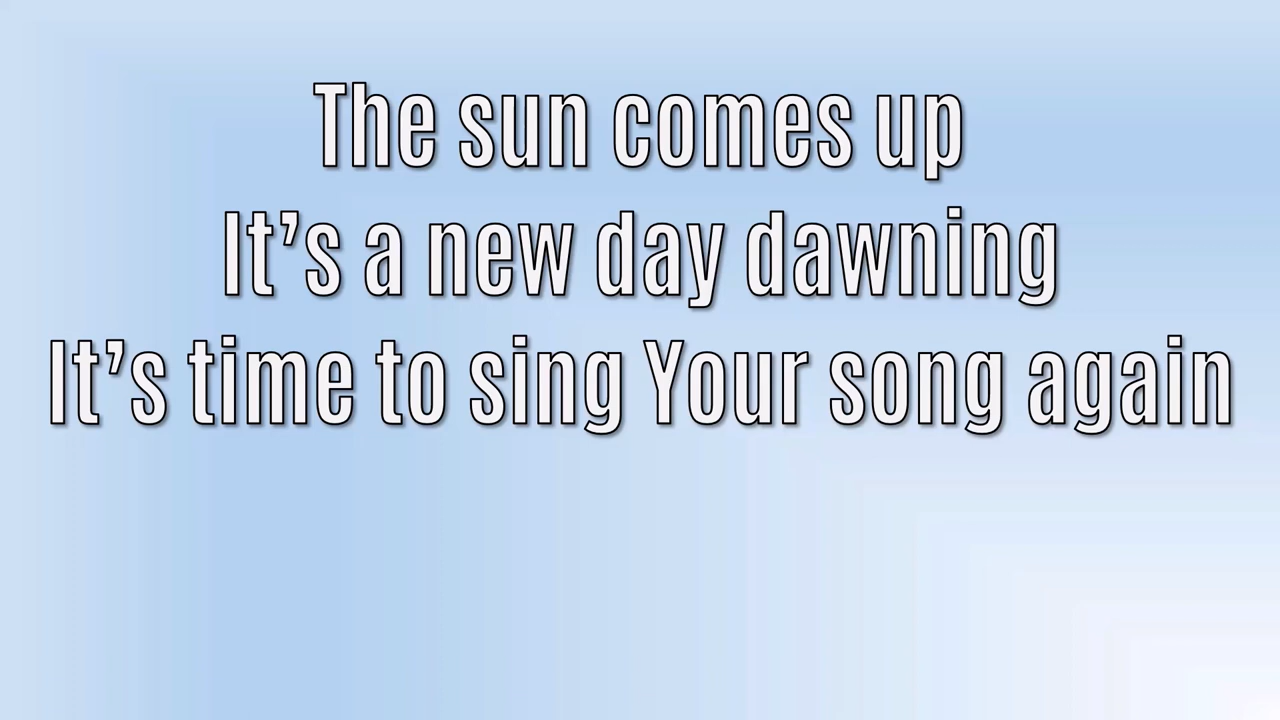 The sun comes up
It’s a new day dawning
It’s time to sing Your song again